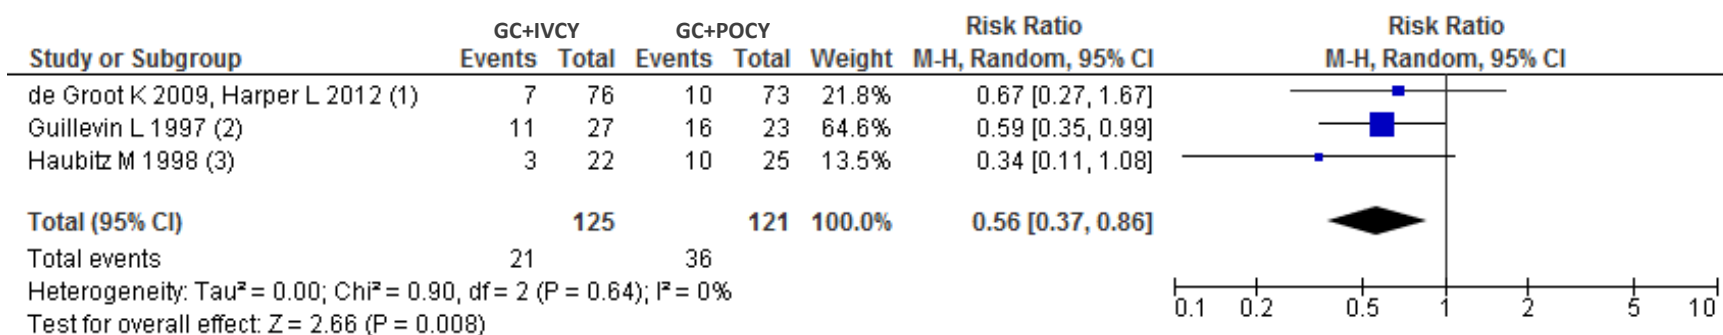 GC+IVCY GC+POCY Risk Ratio Risk Ratio
Study or Subgroup Events Total Events Total Weight M-H, Random, 95% CI M-H, Random, 95% CI
de Groot K 2009, Harper L 2012 (1) 7 76 10 73 21.8% 0.67 [0.27, 1.67]
Guillevin L 1997 (2) 11 27 16 23 64.6% 0.59 [0.35, 0.99]
Haubitz M 1998 (3) 3 22 10 25 13.5% 0.34 [0.11, 1.08]
Total (95% CI) 125 121 100.0% 0.56 [0.37, 0.86]
Total events 21 36
Heterogeneity: Tau² = 0.00; Chi² = 0.90, df = 2 (P = 0.64); I² = 0%
Test for overall effect: Z = 2.66 (P = 0.008)
0.1 0.2 0.5 1 2 5 10